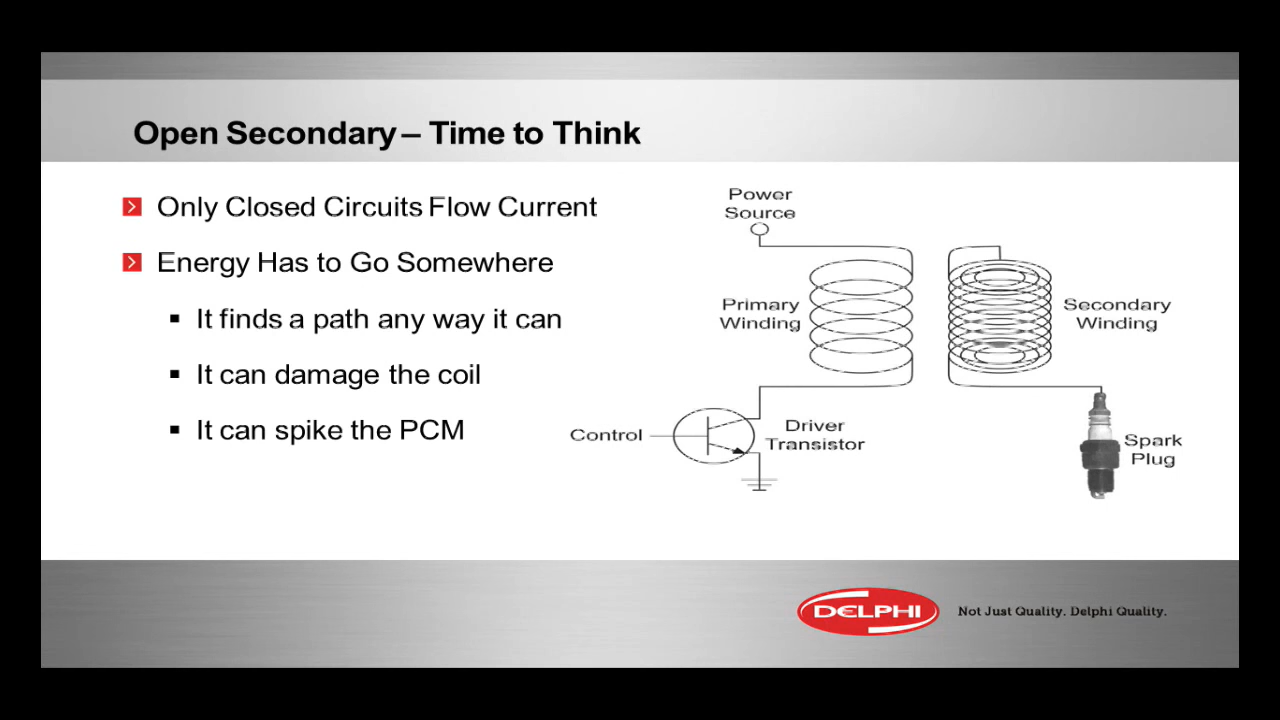 Open Secondary – Time to Think
Only Closed Circuits Flow Current
Energy Has to Go Somewhere
It finds a path any way it can
It can damage the coil
It can spike the PCM
Power
Source
Primary
Winding
Secondary
Winding
Control
Driver
Transistor
Spark
Plug
DELPHI
Not Just Quality. Delphi Quality.